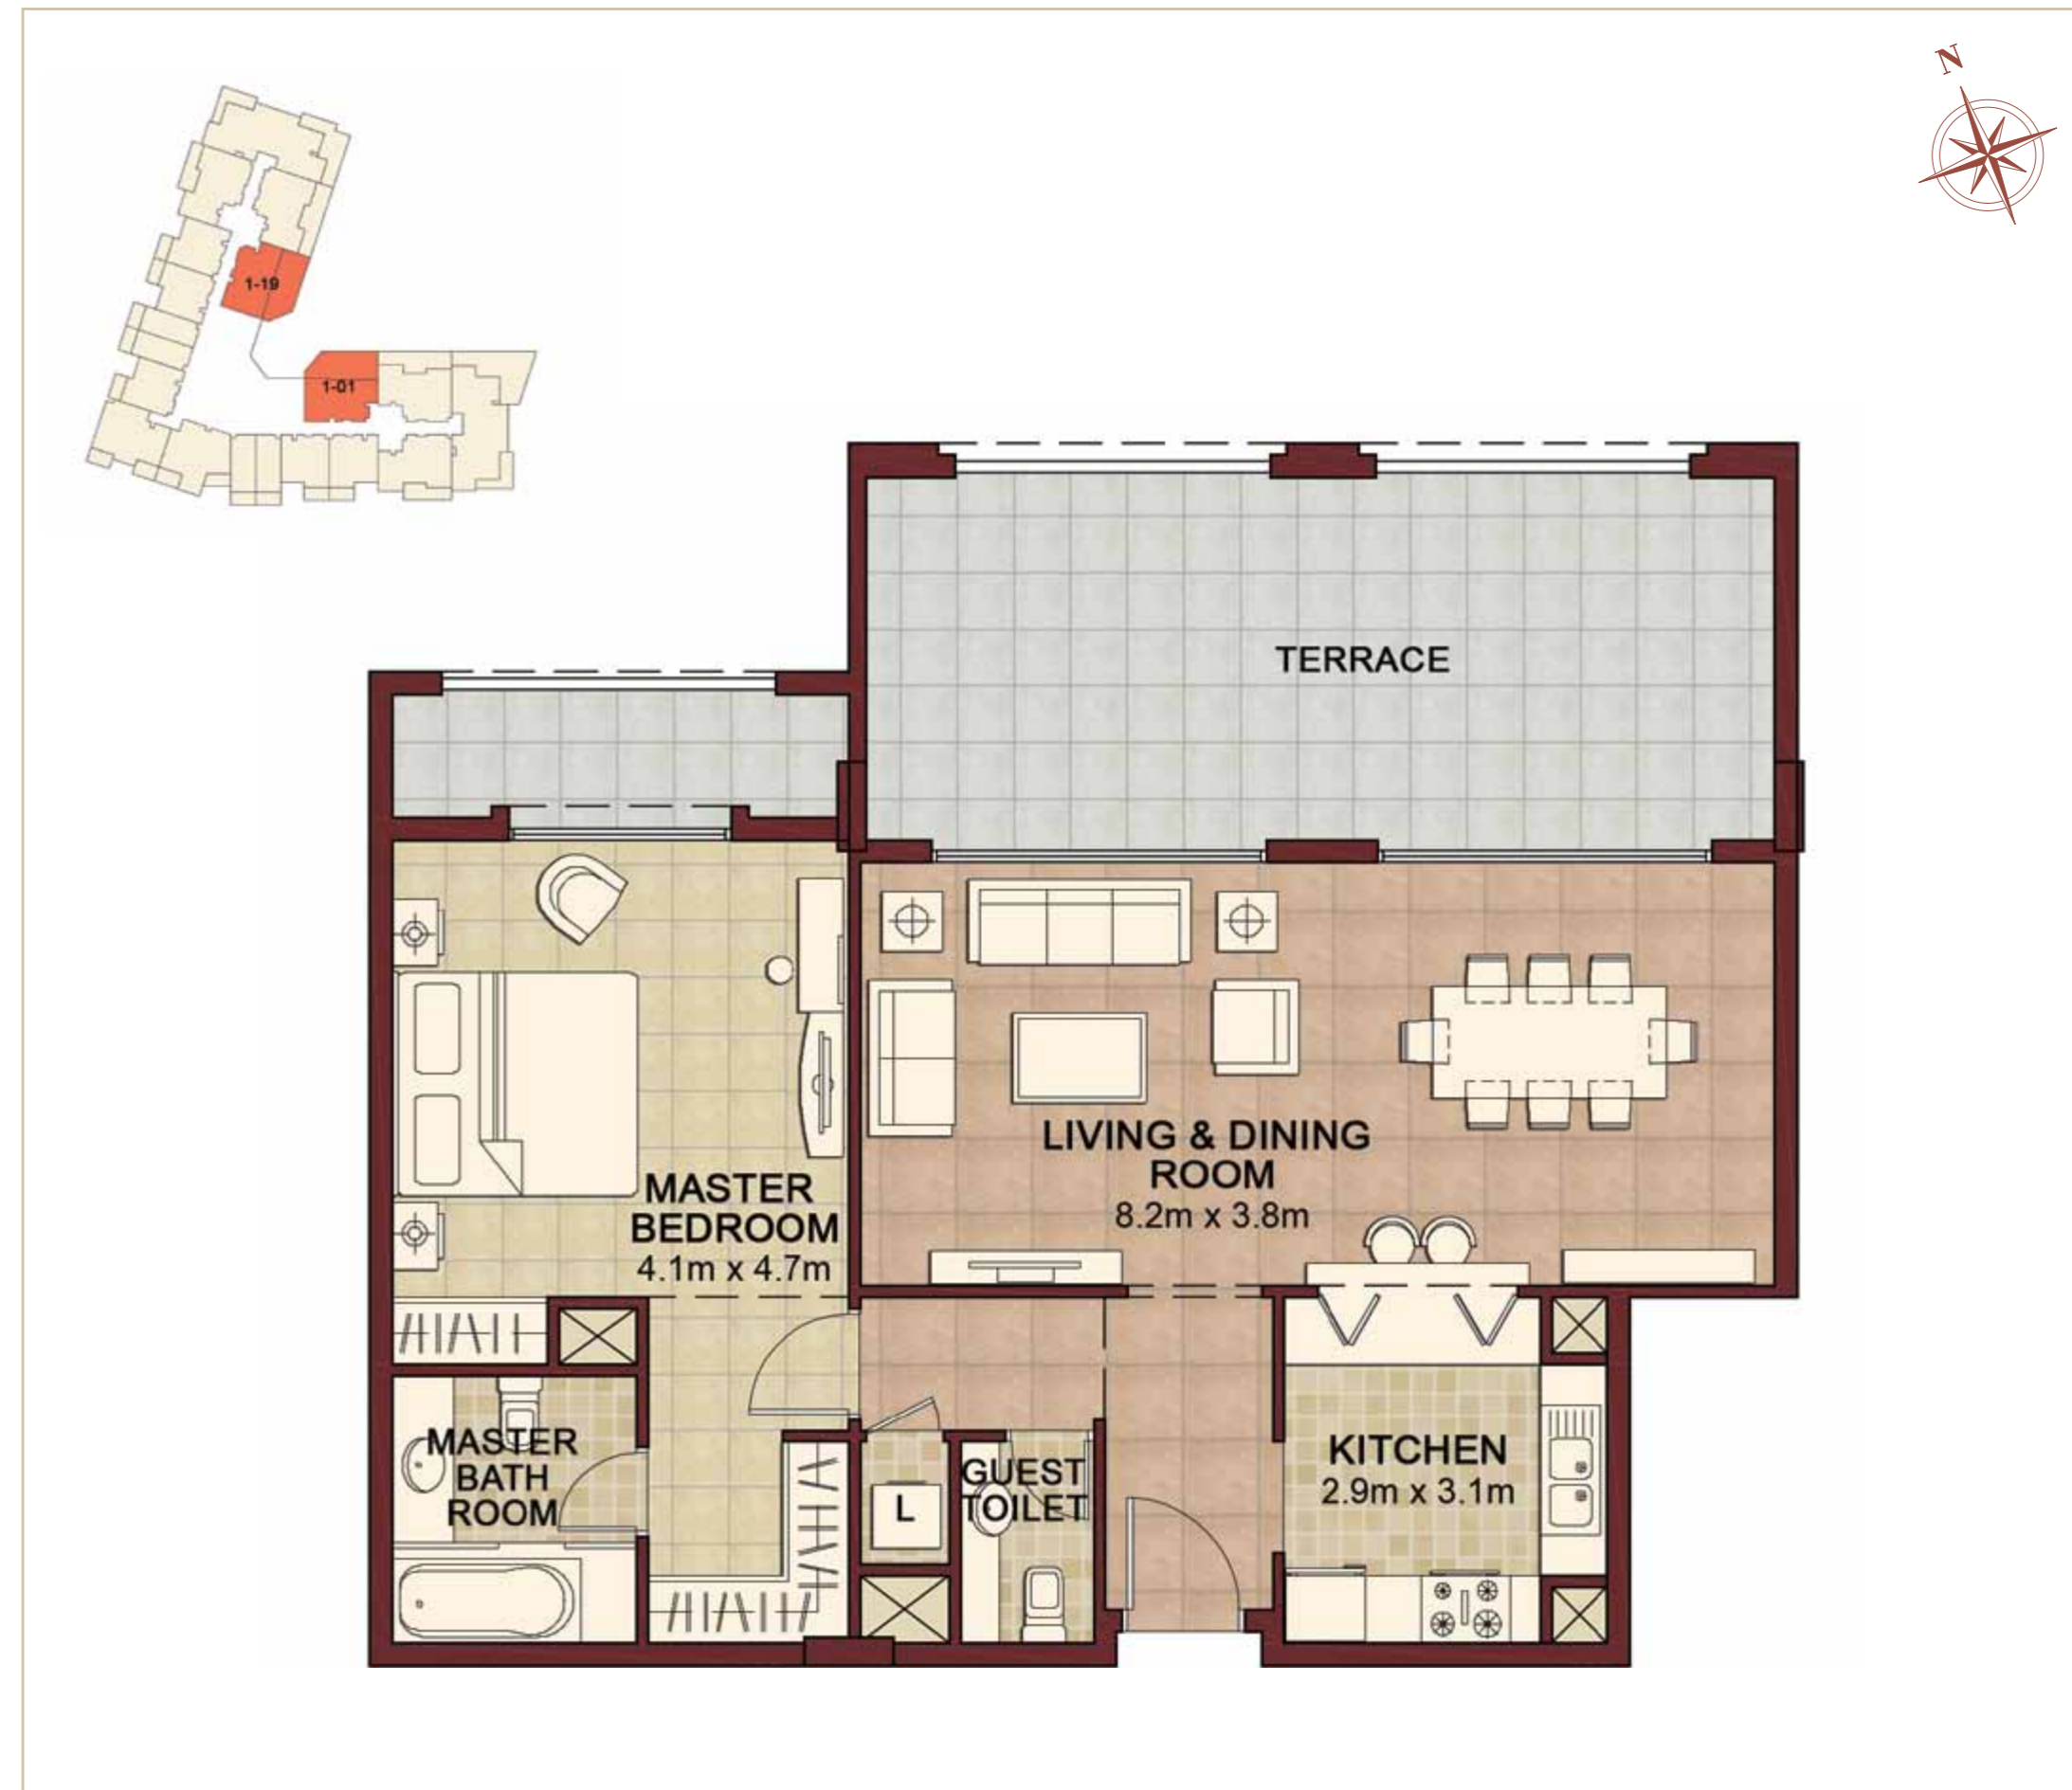 N
1-19
1-01
TERRACE
LIVING & DINING
ROOM
8.2m x 3.8m
MASTER
BEDROOM
4.1m x 4.7m
MASTER
BATH
ROOM
L
GUEST
TOILET
KITCHEN
2.9m x 3.1m